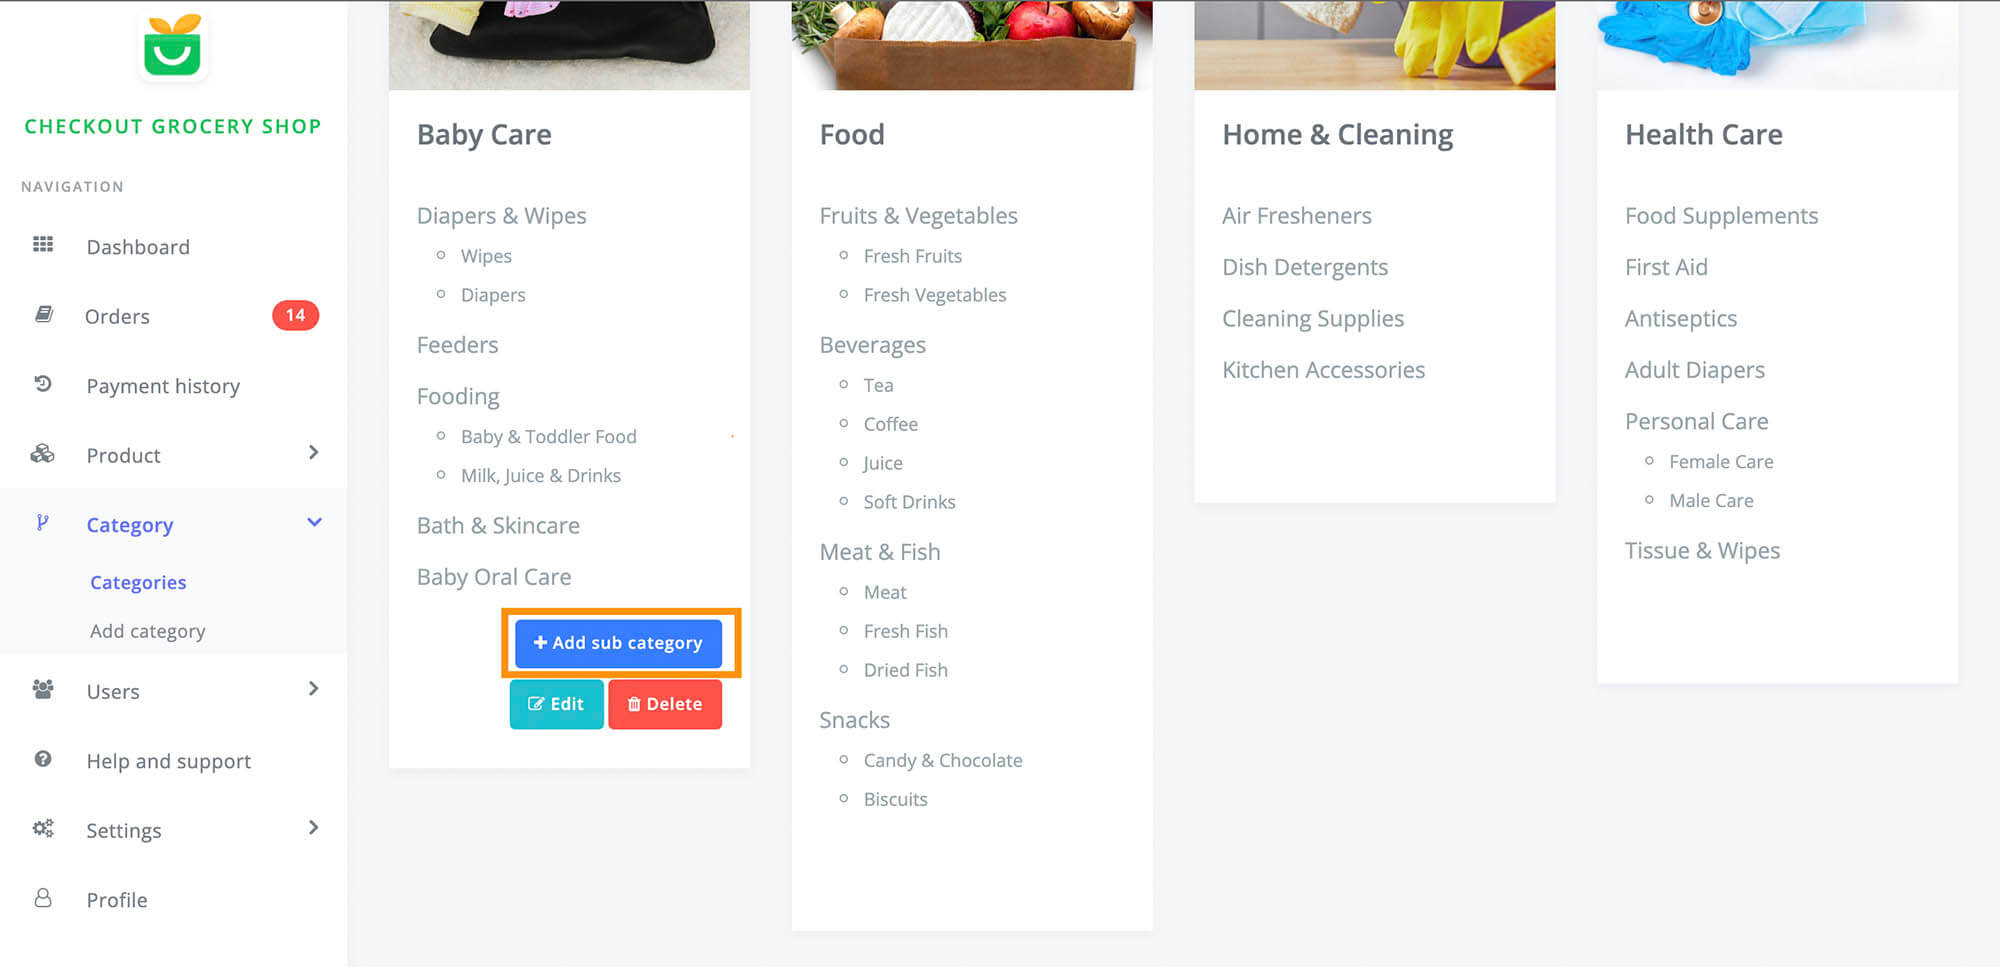 CHECKOUT GROCERY SHOP
NAVIGATION
Dashboard
Orders
14
Payment history
Product
Category
Categories
Add category
Users
Help and support
Settings
Profile
Baby Care
Diapers & Wipes
Wipes
Diapers
Feeders
Fooding
Baby & Toddler Food
Milk, Juice & Drinks
Bath & Skincare
Baby Oral Care
Add sub category
Edit
Delete
Food
Fruits & Vegetables
Fresh Fruits
Fresh Vegetables
Beverages
Tea
Coffee
Juice
Soft Drinks
Meat & Fish
Meat
Fresh Fish
Dried Fish
Snacks
Candy & Chocolate
Biscuits
Home & Cleaning
Air Fresheners
Dish Detergents
Cleaning Supplies
Kitchen Accessories
Health Care
Food Supplements
First Aid
Antiseptics
Adult Diapers
Personal Care
Female Care
Male Care
Tissue & Wipes